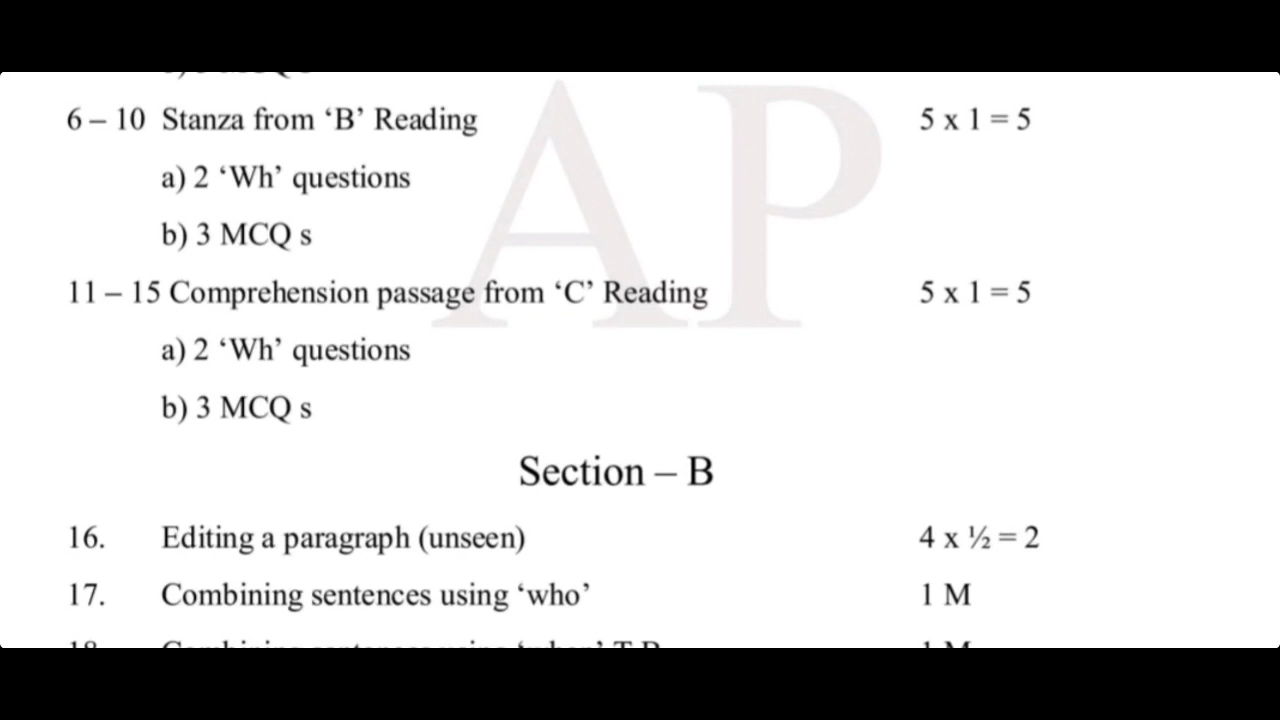 AP
6 – 10 Stanza from ‘B’ Reading 5 x 1 = 5
a) 2 ‘Wh’ questions
b) 3 MCQ s
11 – 15 Comprehension passage from ‘C’ Reading 5 x 1 = 5
a) 2 ‘Wh’ questions
b) 3 MCQ s
Section – B
16. Editing a paragraph (unseen) 4 x ½ = 2
17. Combining sentences using ‘who’ 1 M